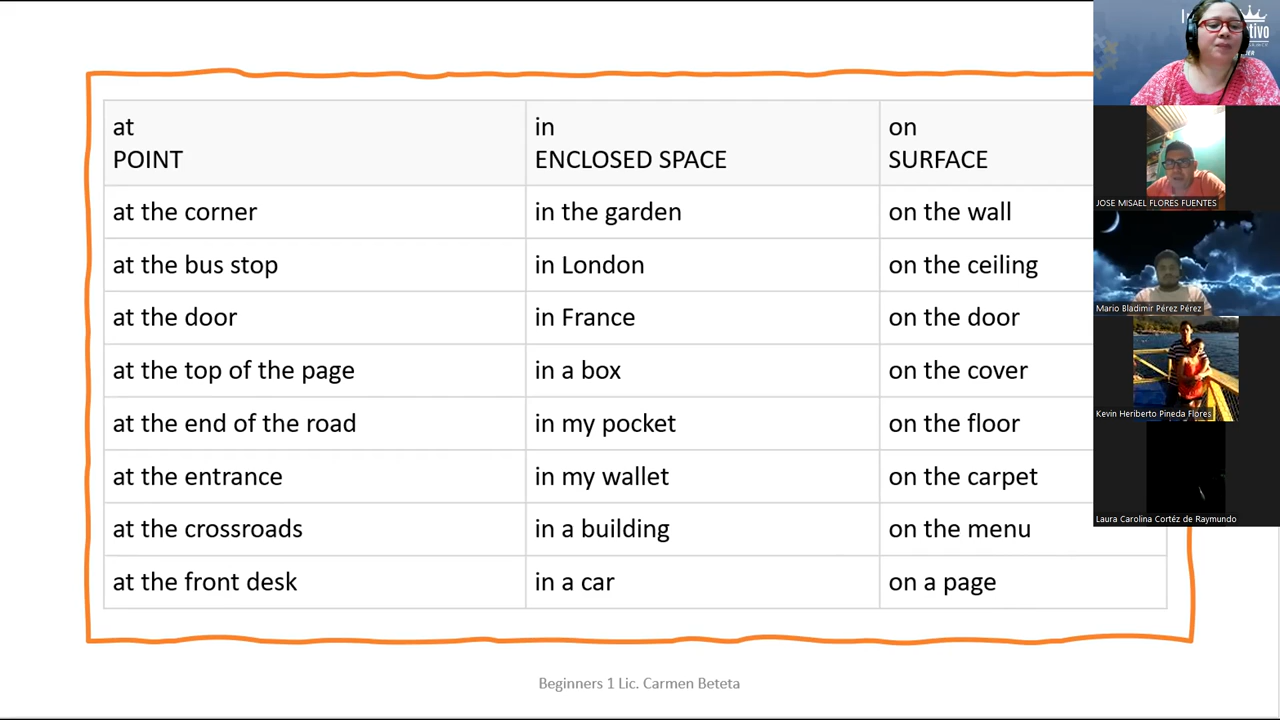 at
POINT
in
ENCLOSED SPACE
on
SURFACE
at the corner
in the garden
on the wall
at the bus stop
in London
on the ceiling
at the door
in France
on the door
at the top of the page
in a box
on the cover
at the end of the road
in my pocket
on the floor
at the entrance
in my wallet
on the carpet
at the crossroads
in a building
on the menu
at the front desk
in a car
on a page
Beginners 1 Lic. Carmen Beteta
JOSE MISAEL FLORES FUENTES
Mario Bladimir Pérez Pérez
Kevin Heriberto Pineda Flores
Laura Carolina Cortéz de Raymundo